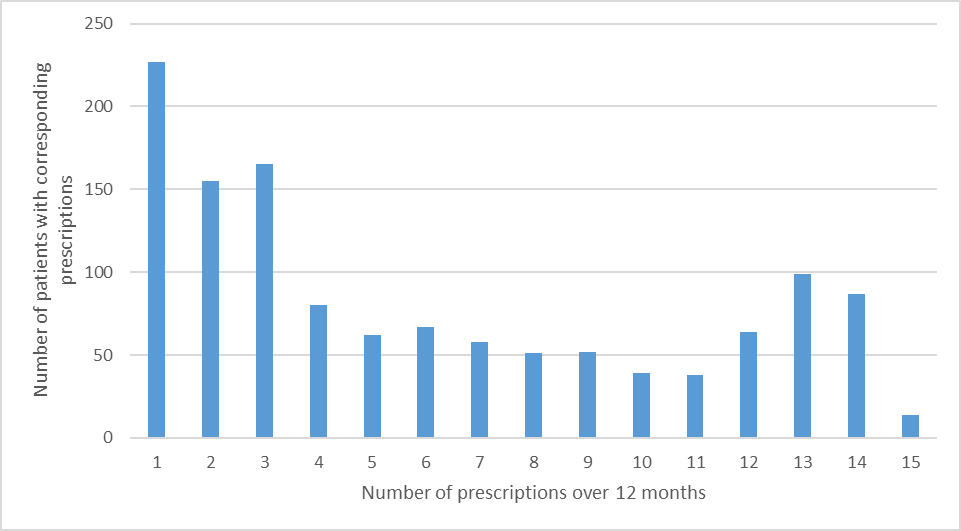 250
200
150
100
50
0
Number of patients with corresponding
prescriptions
1 2 3 4 5 6 7 8 9 10 11 12 13 14 15
Number of prescriptions over 12 months